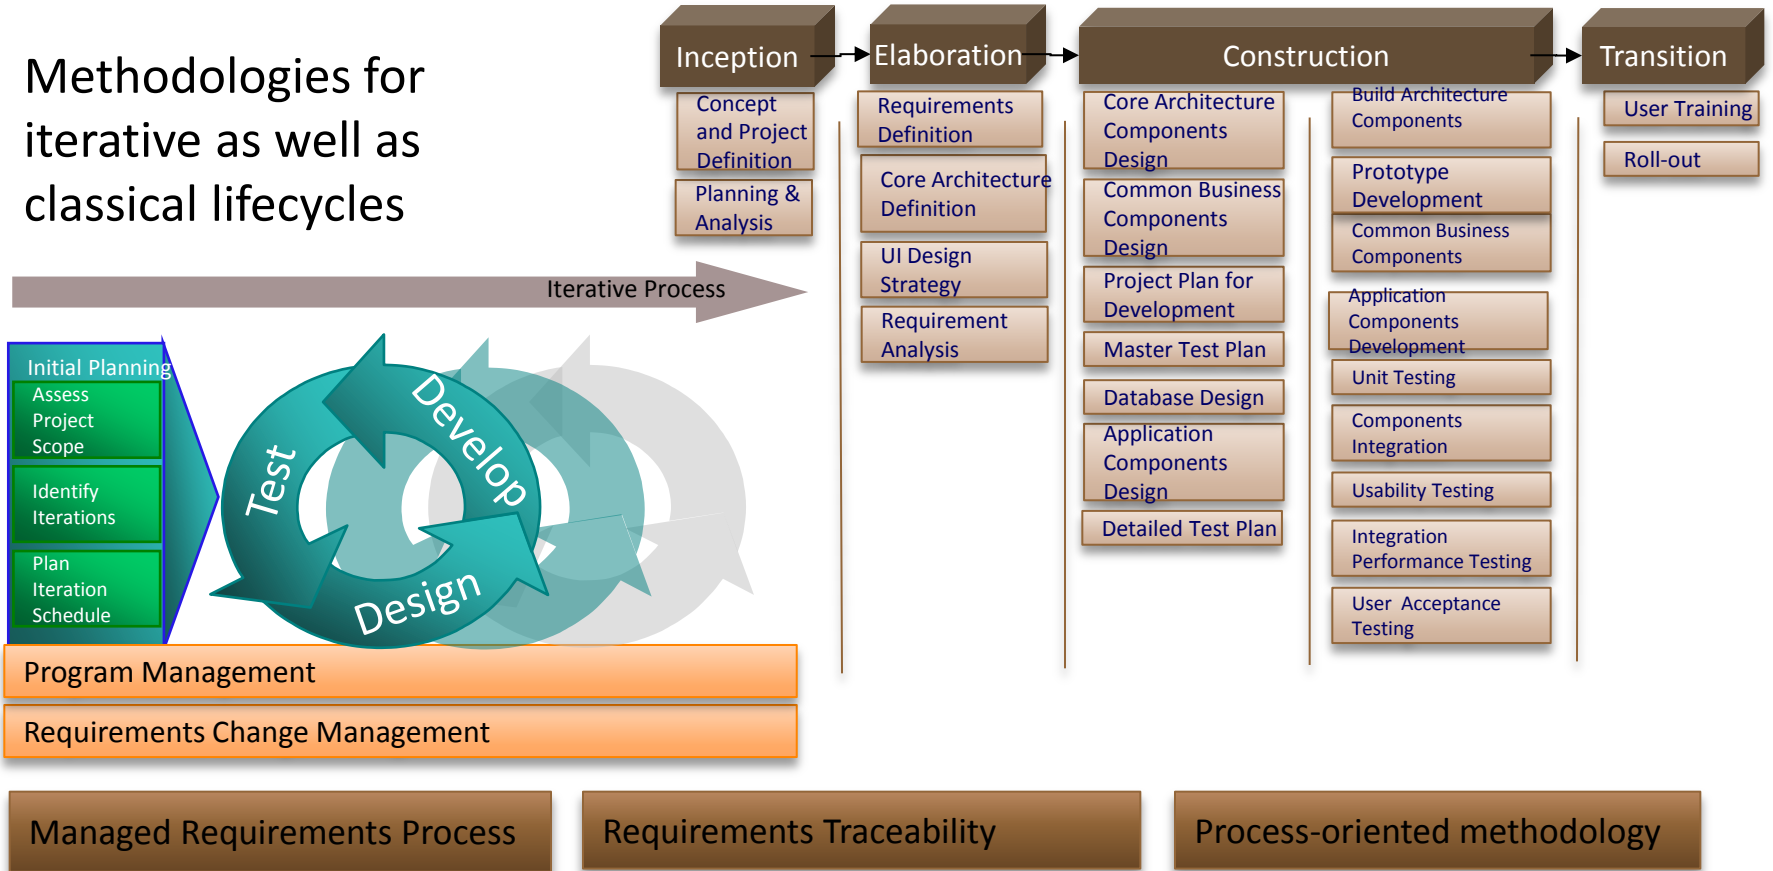 Methodologies for
iterative as well as
classical lifecycles
Iterative Process
Initial Planning
Assess
Project
Scope
Identify
Iterations
Plan
Iteration
Schedule
Test
Develop
Design
Program Management
Requirements Change Management
Inception
Concept
and Project
Definition
Planning &
Analysis
Elaboration
Requirements
Definition
Core Architecture
Definition
UI Design
Strategy
Requirement
Analysis
Construction
Core Architecture
Components
Design
Common Business
Components
Design
Project Plan for
Development
Master Test Plan
Database Design
Application
Components
Design
Detailed Test Plan
Build Architecture
Components
Prototype
Development
Common Business
Components
Application
Components
Development
Unit Testing
Components
Integration
Usability Testing
Integration
Performance Testing
User  Acceptance
Testing
Transition
User Training
Roll-out
Managed Requirements Process
Requirements Traceability
Process-oriented methodology